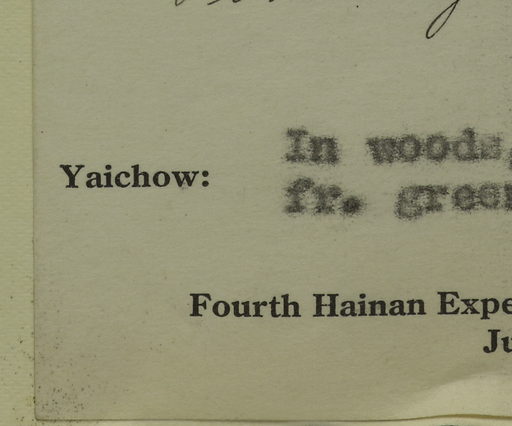 Yaichow: In woods,
fr. green
Fourth Hainan Expe
Ju